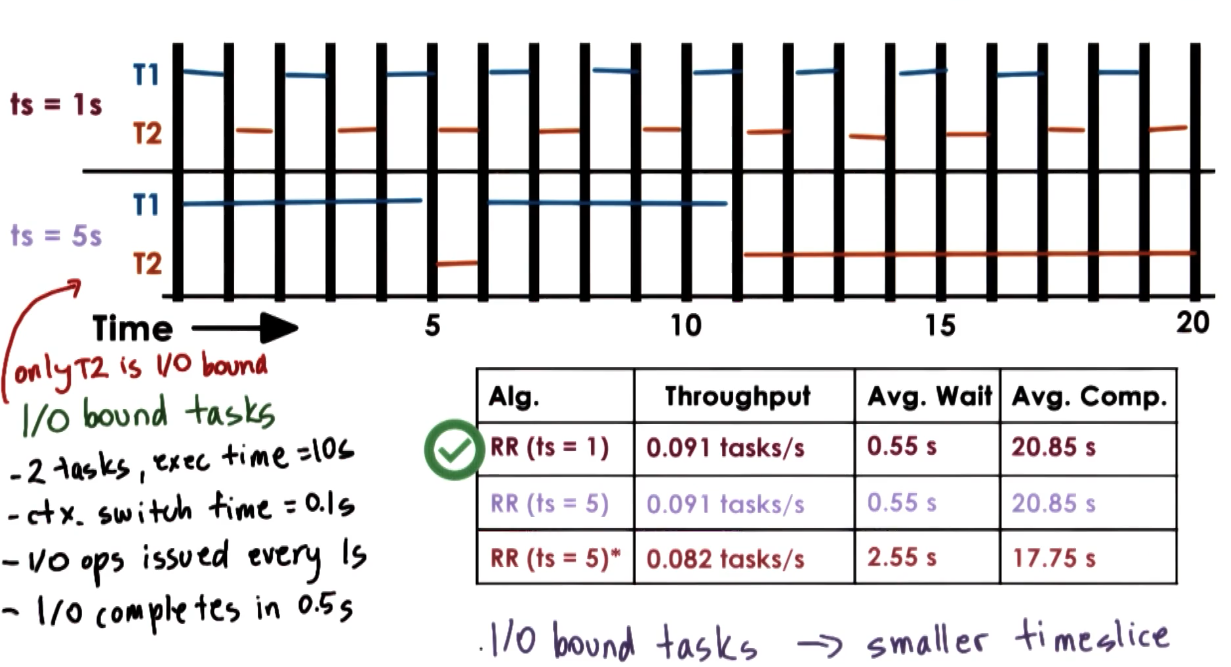 T1
ts = 1s
T2
T1
ts = 5s
T2
Time 5 10 15 20
only T2 is I/O bound
I/O bound tasks
- 2 tasks, exec time = 10s
- ctx. switch time = 0.1s
- I/O ops issued every 1s
- I/O completes in 0.5s
Alg. Throughput Avg. Wait Avg. Comp.
RR (ts = 1) 0.091 tasks/s 0.55 s 20.85 s
RR (ts = 5) 0.091 tasks/s 0.55 s 20.85 s
RR (ts = 5)* 0.082 tasks/s 2.55 s 17.75 s
. I/O bound tasks → smaller timeslice